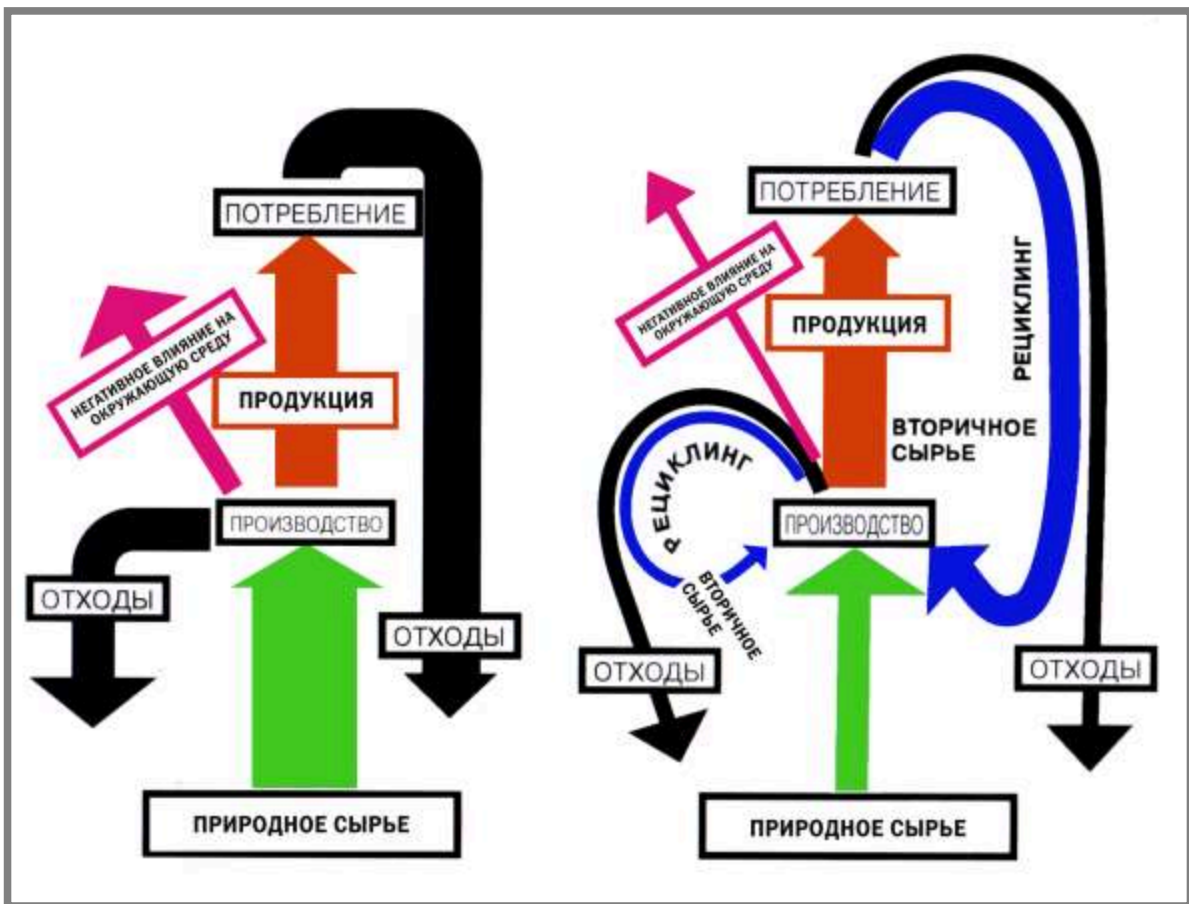 ПОТРЕБЛЕНИЕ
НЕГАТИВНОЕ ВЛИЯНИЕ НА
ОКРУЖАЮЩУЮ СРЕДУ
ПРОДУКЦИЯ
ПРОИЗВОДСТВО
ОТХОДЫ
ОТХОДЫ
ПРИРОДНОЕ СЫРЬЕ
ПОТРЕБЛЕНИЕ
НЕГАТИВНОЕ ВЛИЯНИЕ НА
ОКРУЖАЮЩУЮ СРЕДУ
ПРОДУКЦИЯ
РЕЦИКЛИНГ
ВТОРИЧНОЕ
СЫРЬЕ
РЕЦИКЛИНГ
ПРОИЗВОДСТВО
ВТОРИЧНОЕ
СЫРЬЕ
ОТХОДЫ
ОТХОДЫ
ПРИРОДНОЕ СЫРЬЕ